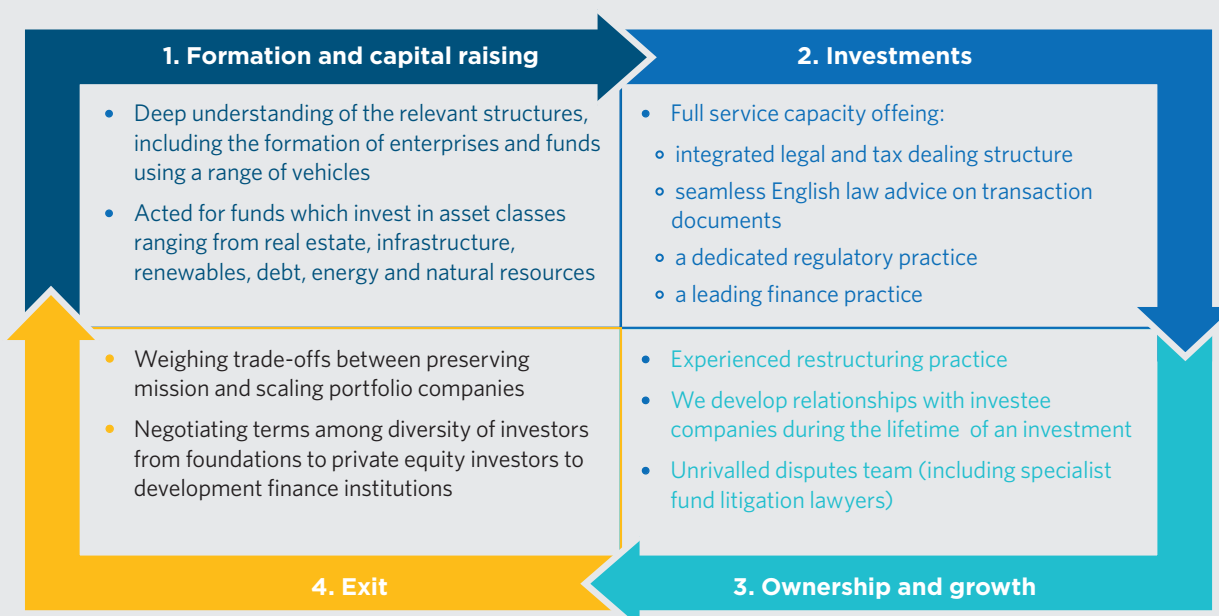 1. Formation and capital raising
• Deep understanding of the relevant structures,
including the formation of enterprises and funds
using a range of vehicles
• Acted for funds which invest in asset classes
ranging from real estate, infrastructure,
renewables, debt, energy and natural resources
2. Investments
• Full service capacity offeing:
∘ integrated legal and tax dealing structure
∘ seamless English law advice on transaction
documents
∘ a dedicated regulatory practice
∘ a leading finance practice
• Experienced restructuring practice
• We develop relationships with investee
companies during the lifetime of an investment
• Unrivalled disputes team (including specialist
fund litigation lawyers)
3. Ownership and growth
• Weighing trade-offs between preserving
mission and scaling portfolio companies
• Negotiating terms among diversity of investors
from foundations to private equity investors to
development finance institutions
4. Exit